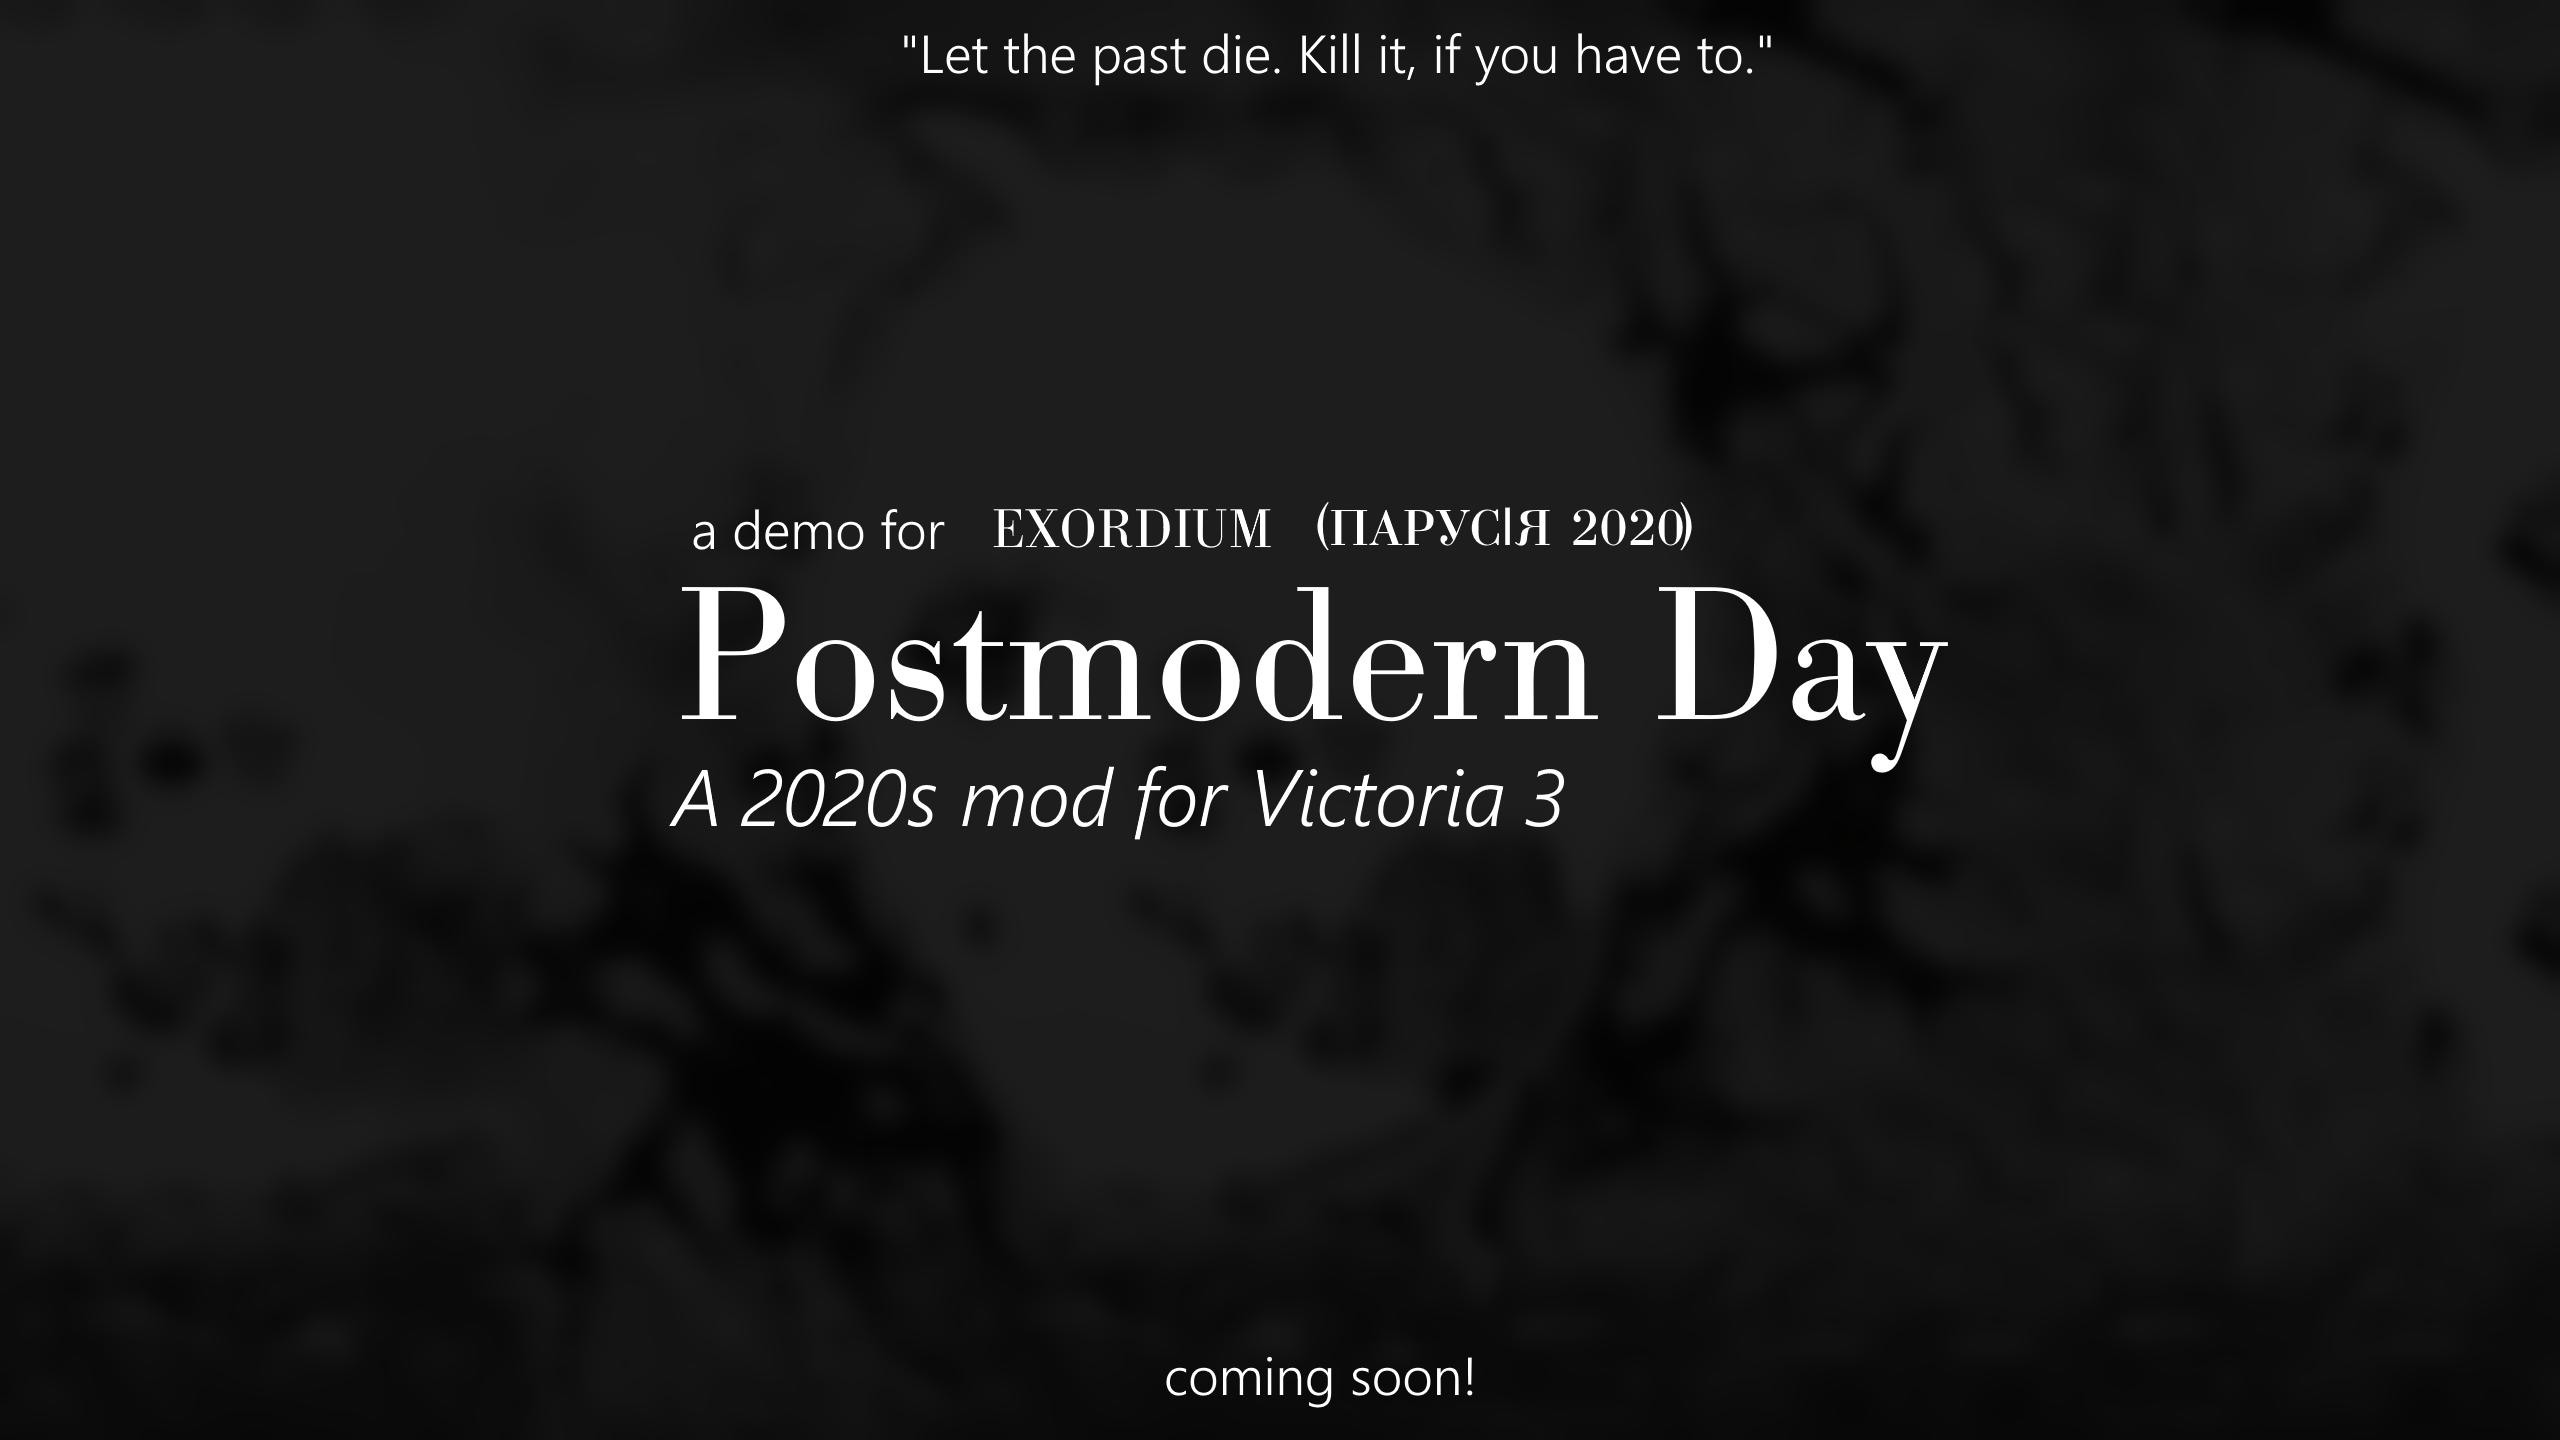 "Let the past die. Kill it, if you have to."
a demo for EXORDIUM (ПАРУСІЯ 2020)
Postmodern Day
A 2020s mod for Victoria 3
coming soon!